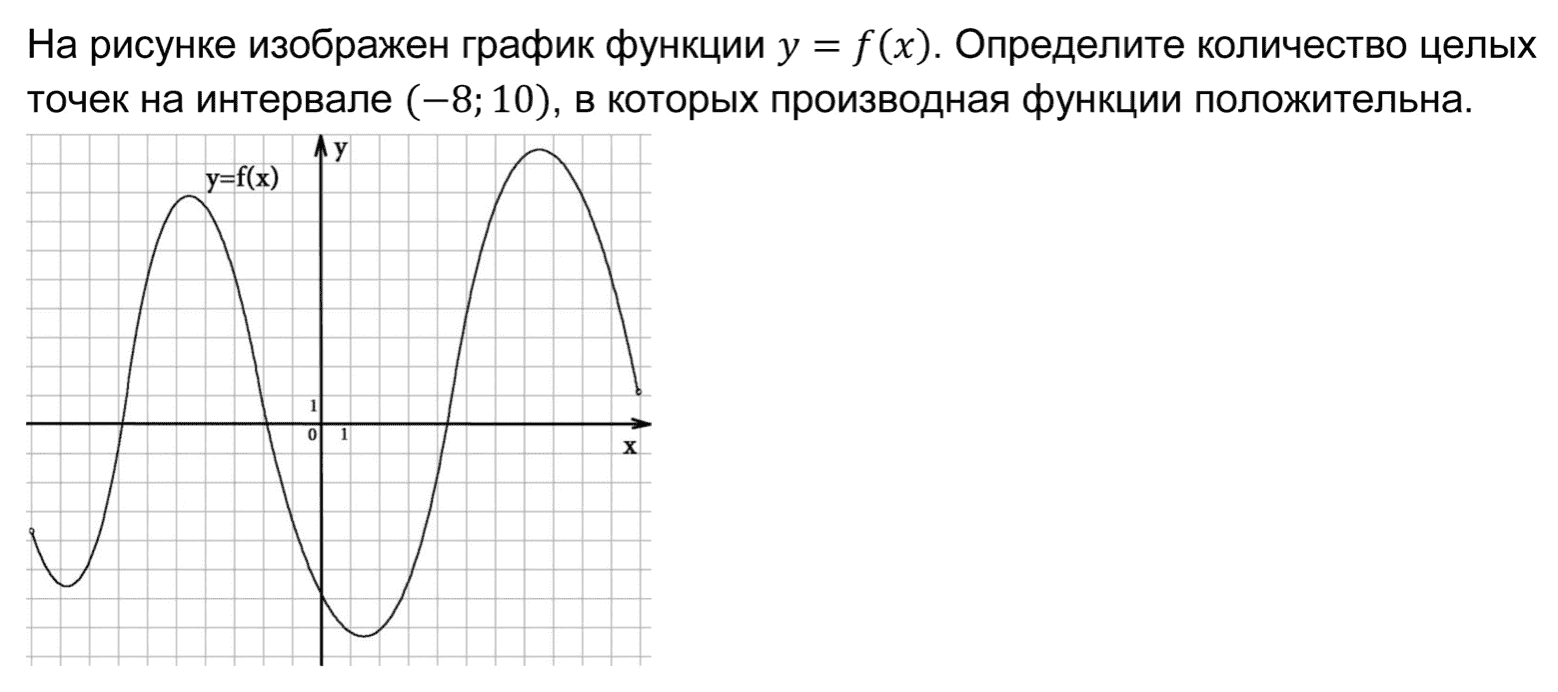 На рисунке изображен график функции y = f(x). Определите количество целых
точек на интервале (−8; 10), в которых производная функции положительна.
y
y=f(x)
1
0 1
x